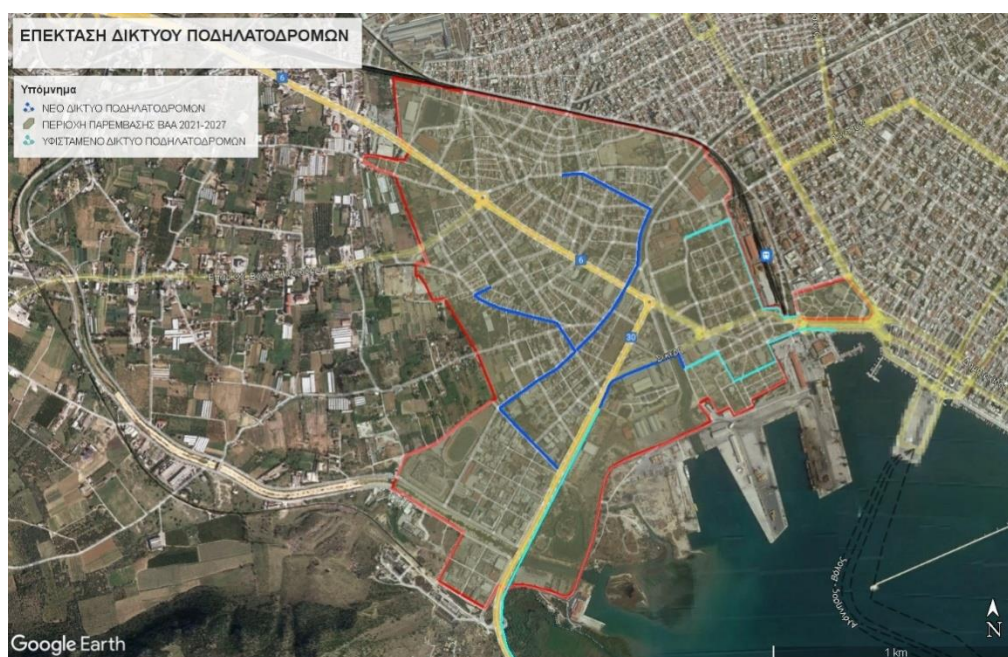 ΕΠΕΚΤΑΣΗ ΔΙΚΤΥΟΥ ΠΟΔΗΛΑΤΟΔΡΟΜΩΝ
Υπόμνημα
ΝΕΟ ΔΙΚΤΥΟ ΠΟΔΗΛΑΤΟΔΡΟΜΩΝ
ΠΕΡΙΟΧΗ ΠΑΡΕΜΒΑΣΗΣ ΒΑΑ 2021-2027
ΥΦΙΣΤΑΜΕΝΟ ΔΙΚΤΥΟ ΠΟΔΗΛΑΤΟΔΡΟΜΩΝ
6
6
30
Βόλος
N
Google Earth
1 km